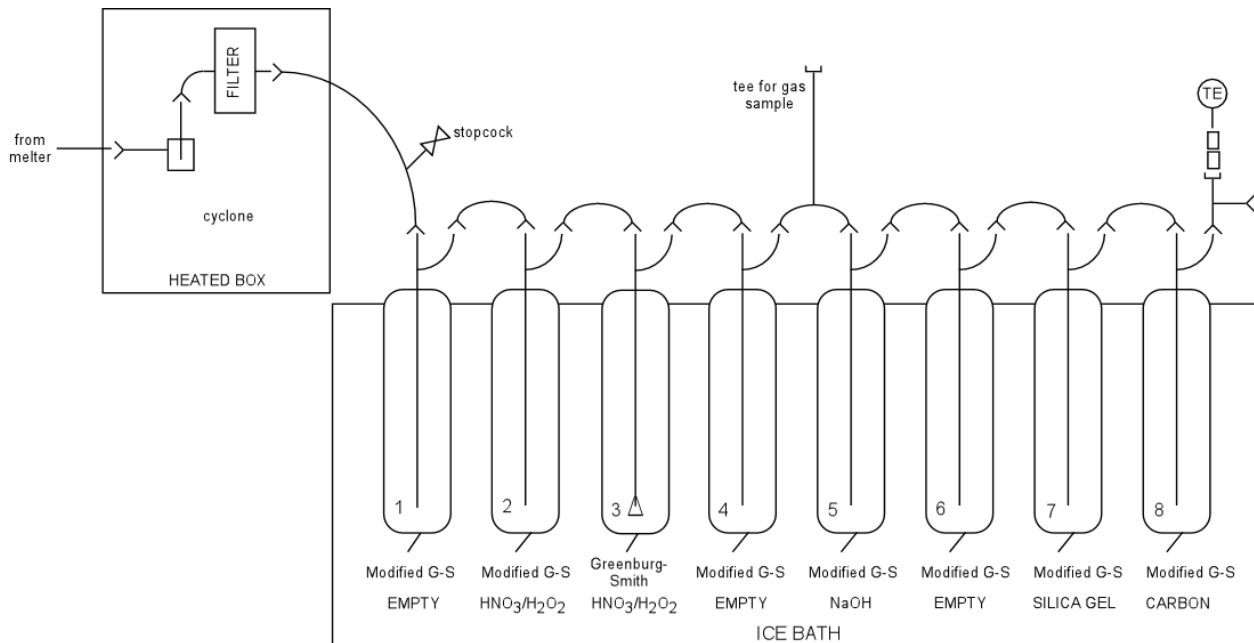 FILTER
from
melter
cyclone
HEATED BOX
stopcock
tee for gas
sample
TE
1
2
3
4
5
6
7
8
Modified G-S
EMPTY
Modified G-S
HNO3/H2O2
Greenburg-
Smith
HNO3/H2O2
Modified G-S
EMPTY
Modified G-S
NaOH
Modified G-S
EMPTY
Modified G-S
SILICA GEL
Modified G-S
CARBON
ICE BATH